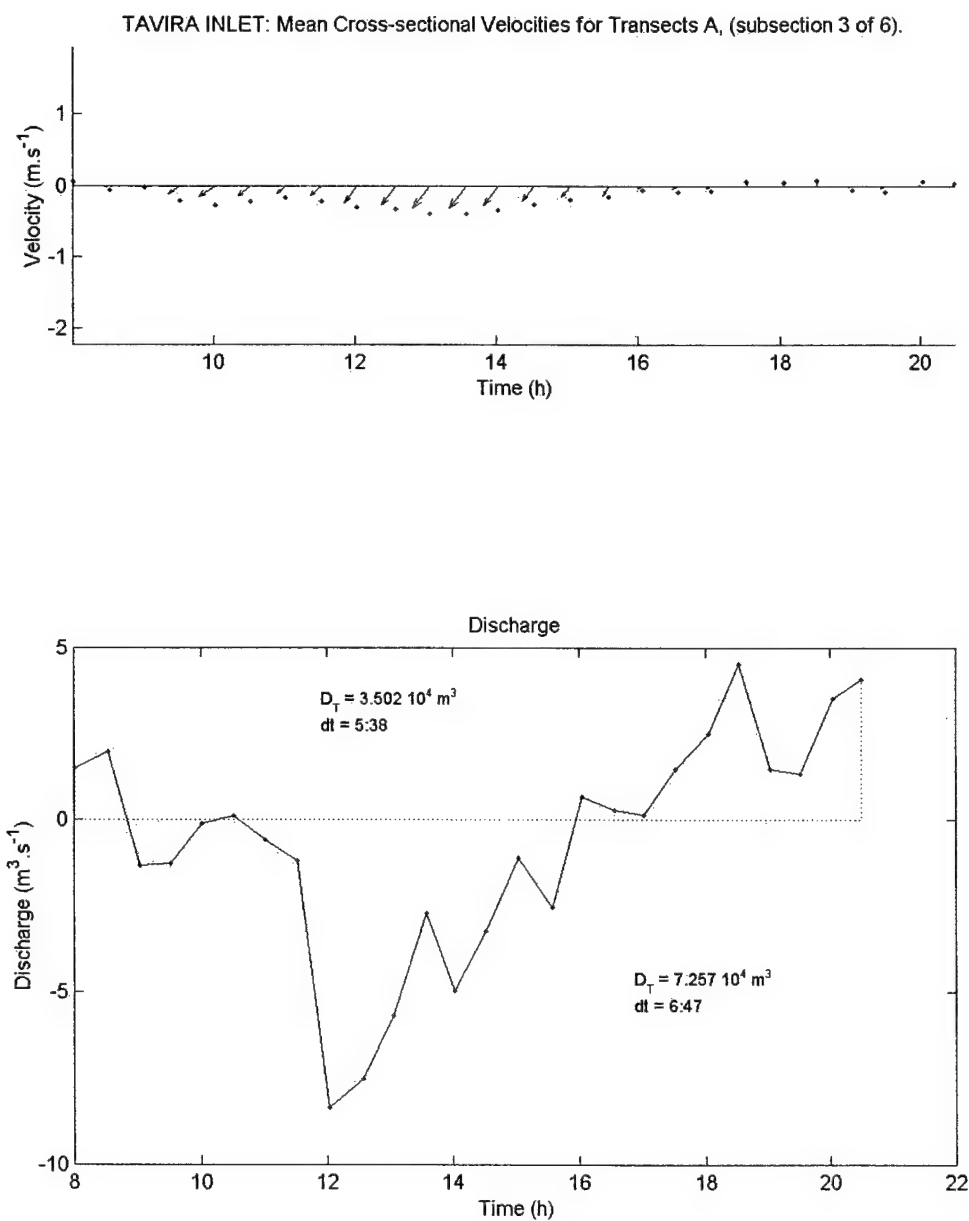 TAVIRA INLET: Mean Cross-sectional Velocities for Transects A, (subsection 3 of 6).
1
0
-1
-2
Velocity (m.s⁻¹)
10 12 14 16 18 20
Time (h)
Discharge
5
0
-5
-10
Discharge (m³.s⁻¹)
D_T = 3.502 10⁴ m³
dt = 5:38
D_T = 7.257 10⁴ m³
dt = 6:47
8 10 12 14 16 18 20 22
Time (h)